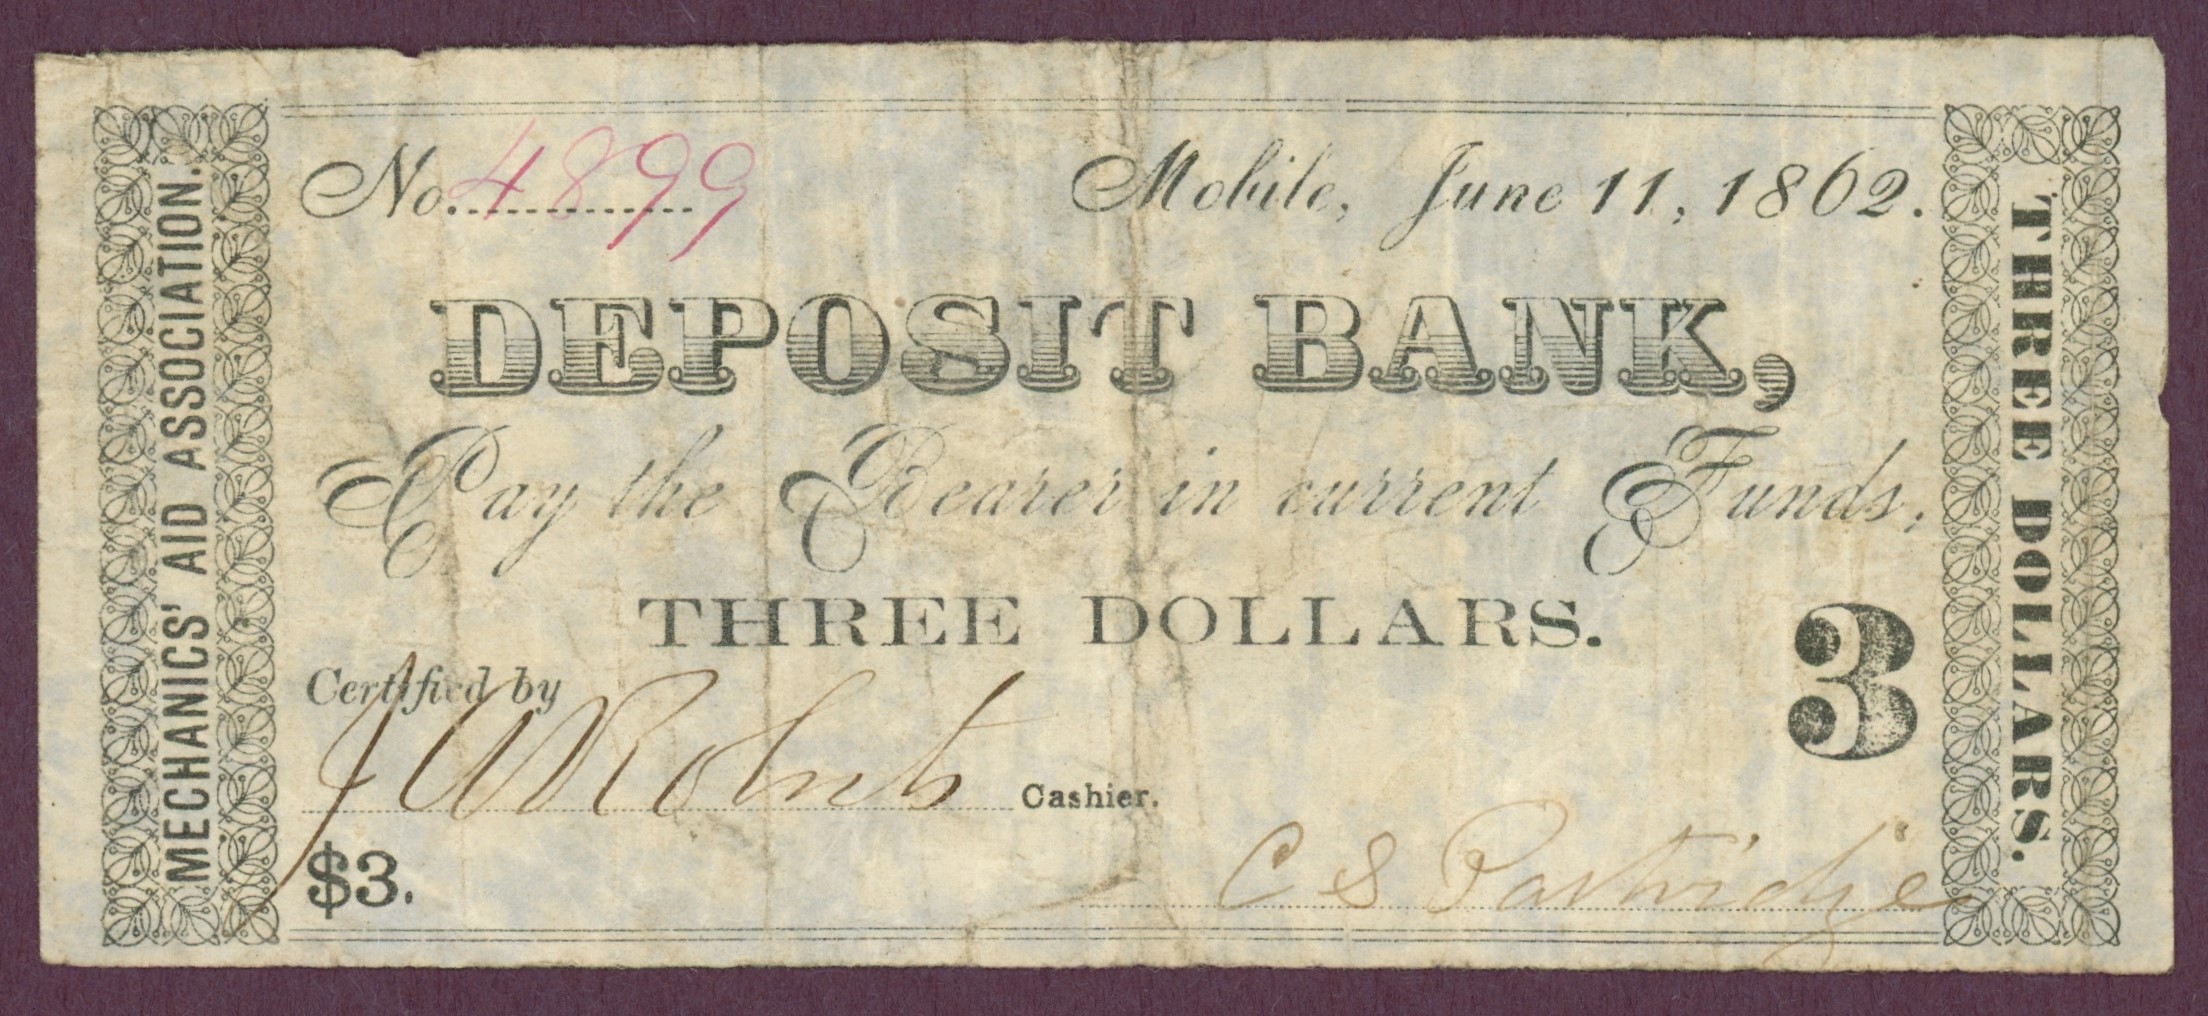 MECHANICS' AID ASSOCIATION.
No. 4899
Mobile, June 11, 1862.
DEPOSIT BANK,
Pay the Bearer in current Funds,
THREE DOLLARS.
Certified by
J W Roberts Cashier.
3
$3.
C S Partridge
THREE DOLLARS.